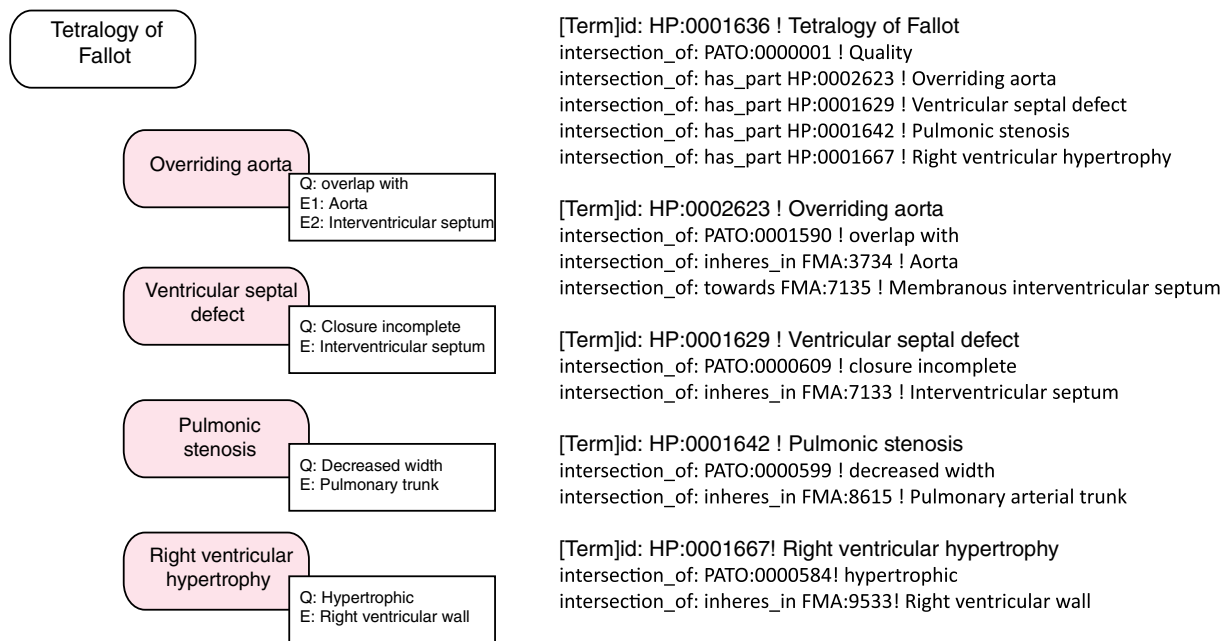 Tetralogy of
Fallot
Overriding aorta
Q: overlap with
E1: Aorta
E2: Interventricular septum
Ventricular septal
defect
Q: Closure incomplete
E: Interventricular septum
Pulmonic
stenosis
Q: Decreased width
E: Pulmonary trunk
Right ventricular
hypertrophy
Q: Hypertrophic
E: Right ventricular wall
[Term]id: HP:0001636 ! Tetralogy of Fallot
intersection_of: PATO:0000001 ! Quality
intersection_of: has_part HP:0002623 ! Overriding aorta
intersection_of: has_part HP:0001629 ! Ventricular septal defect
intersection_of: has_part HP:0001642 ! Pulmonic stenosis
intersection_of: has_part HP:0001667 ! Right ventricular hypertrophy
[Term]id: HP:0002623 ! Overriding aorta
intersection_of: PATO:0001590 ! overlap with
intersection_of: inheres_in FMA:3734 ! Aorta
intersection_of: towards FMA:7135 ! Membranous interventricular septum
[Term]id: HP:0001629 ! Ventricular septal defect
intersection_of: PATO:0000609 ! closure incomplete
intersection_of: inheres_in FMA:7133 ! Interventricular septum
[Term]id: HP:0001642 ! Pulmonic stenosis
intersection_of: PATO:0000599 ! decreased width
intersection_of: inheres_in FMA:8615 ! Pulmonary arterial trunk
[Term]id: HP:0001667! Right ventricular hypertrophy
intersection_of: PATO:0000584! hypertrophic
intersection_of: inheres_in FMA:9533! Right ventricular wall